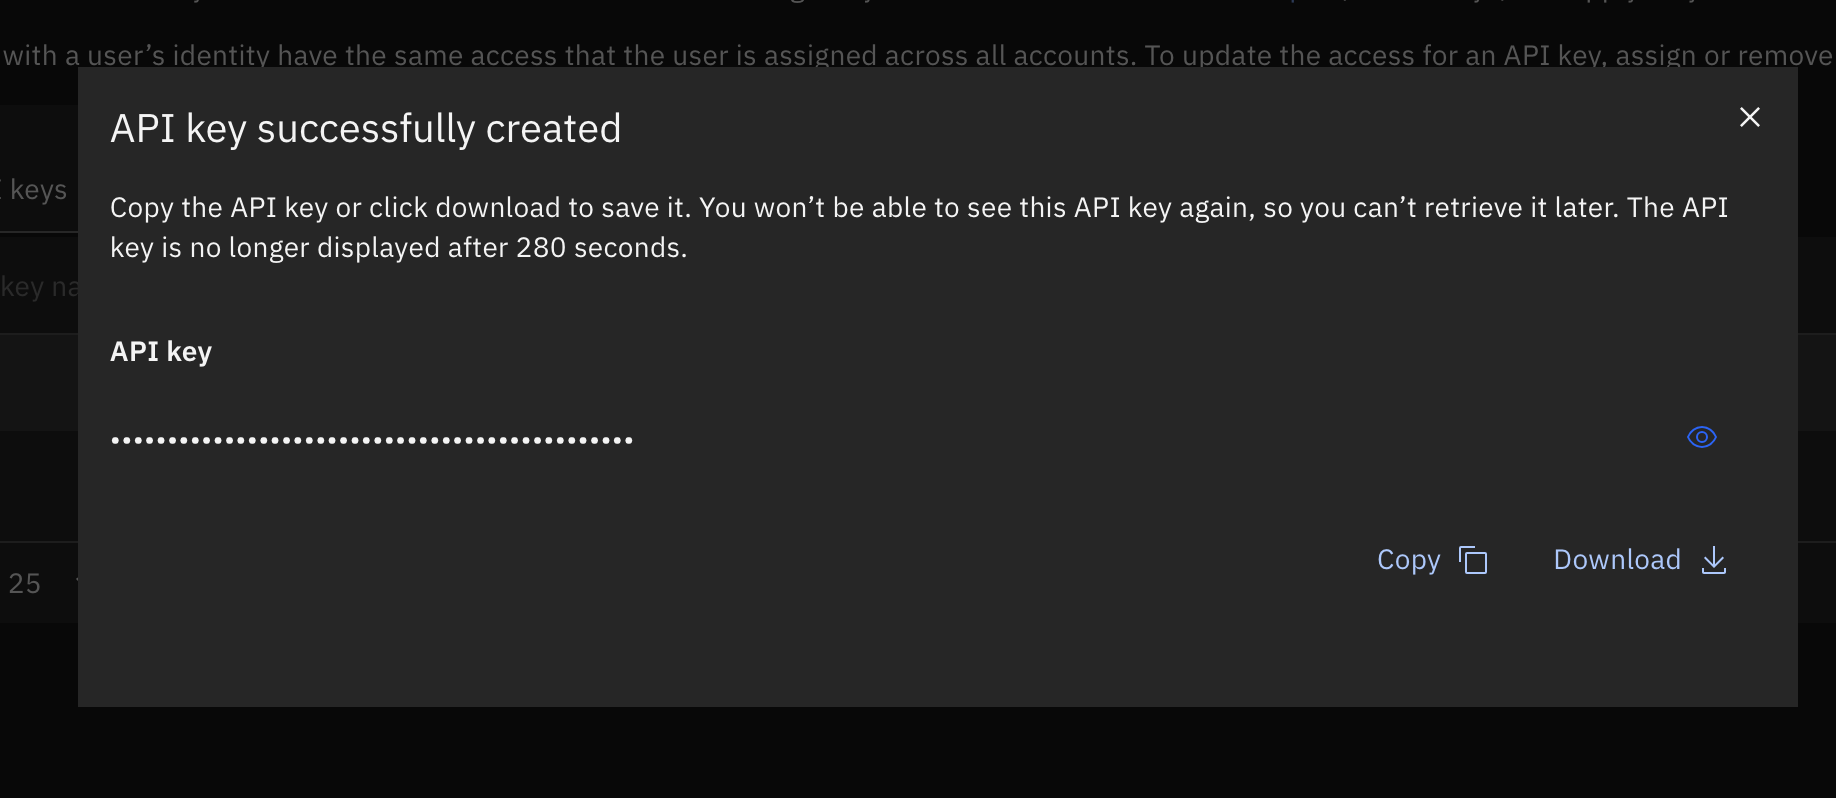 with a user’s identity have the same access that the user is assigned across all accounts. To update the access for an API key, assign or remove
API key successfully created
Copy the API key or click download to save it. You won’t be able to see this API key again, so you can’t retrieve it later. The API
key is no longer displayed after 280 seconds.
keys
key
API key
••••••••••••••••••••••••••••••••••••••••••••••
Copy
Download
25